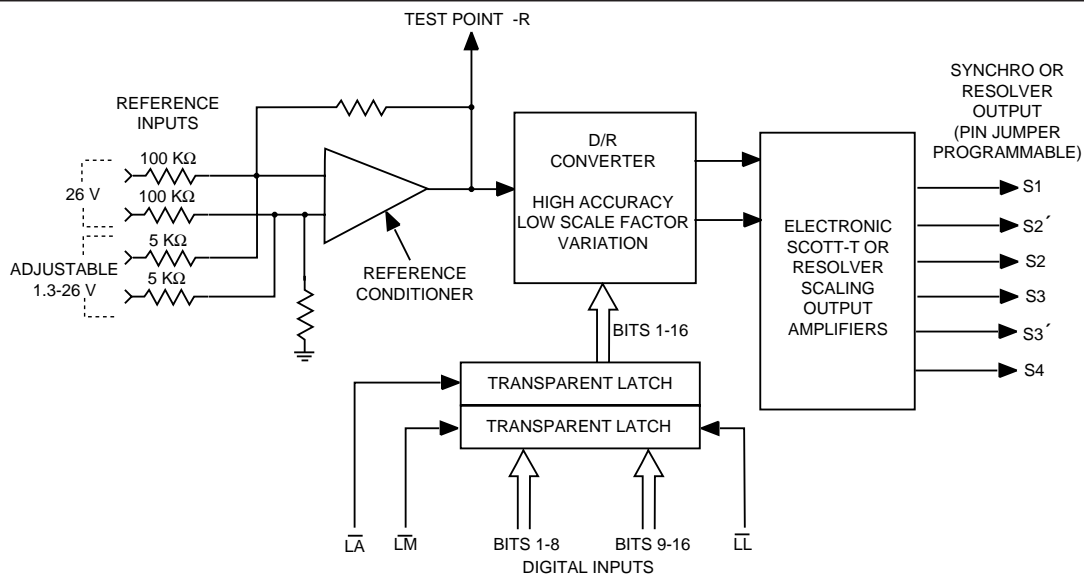 TEST POINT -R
REFERENCE
INPUTS
100 KΩ
26 V
100 KΩ
5 KΩ
ADJUSTABLE
1.3-26 V
5 KΩ
REFERENCE
CONDITIONER
D/R
CONVERTER
HIGH ACCURACY
LOW SCALE FACTOR
VARIATION
BITS 1-16
TRANSPARENT LATCH
TRANSPARENT LATCH
L̅A̅
L̅M̅
BITS 1-8
BITS 9-16
L̅L̅
DIGITAL INPUTS
ELECTRONIC
SCOTT-T OR
RESOLVER
SCALING
OUTPUT
AMPLIFIERS
SYNCHRO OR
RESOLVER
OUTPUT
(PIN JUMPER
PROGRAMMABLE)
S1
S2´
S2
S3
S3´
S4